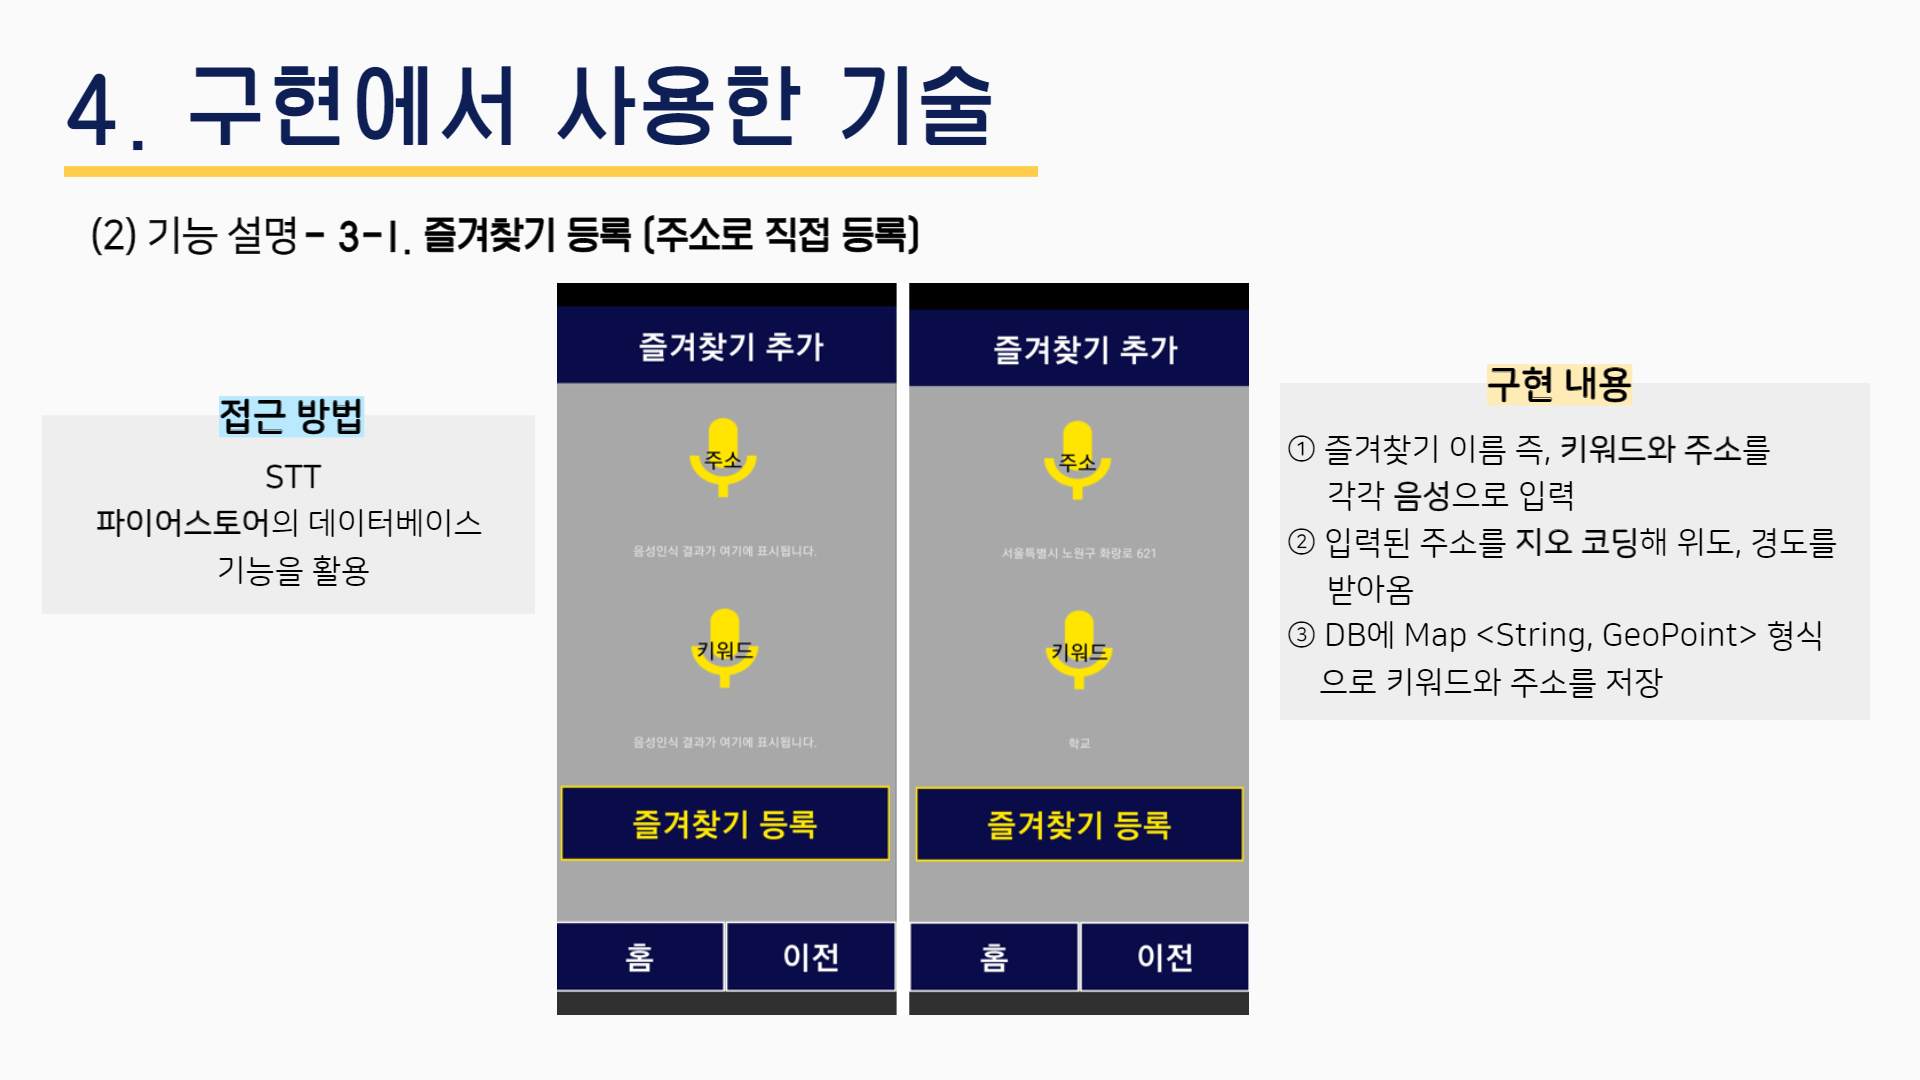 4. 구현에서 사용한 기술
(2) 기능 설명 - 3-1. 즐겨찾기 등록 (주소로 직접 등록)
접근 방법
STT
파이어스토어의 데이터베이스
기능을 활용
즐겨찾기 추가
주소
음성인식 결과가 여기에 표시됩니다.
키워드
음성인식 결과가 여기에 표시됩니다.
즐겨찾기 등록
홈
이전
즐겨찾기 추가
주소
서울특별시 노원구 화랑로 621
키워드
학교
즐겨찾기 등록
홈
이전
구현 내용
① 즐겨찾기 이름 즉, 키워드와 주소를
각각 음성으로 입력
② 입력된 주소를 지오 코딩해 위도, 경도를
받아옴
③ DB에 Map <String, GeoPoint> 형식
으로 키워드와 주소를 저장